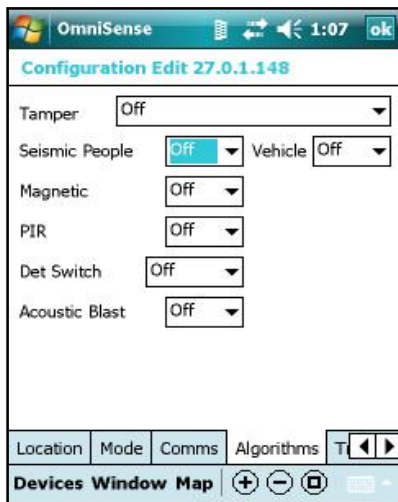 OmniSense 1:07 ok
Configuration Edit 27.0.1.148
Tamper Off
Seismic People Off Vehicle Off
Magnetic Off
PIR Off
Det Switch Off
Acoustic Blast Off
Location Mode Comms Algorithms
Devices Window Map